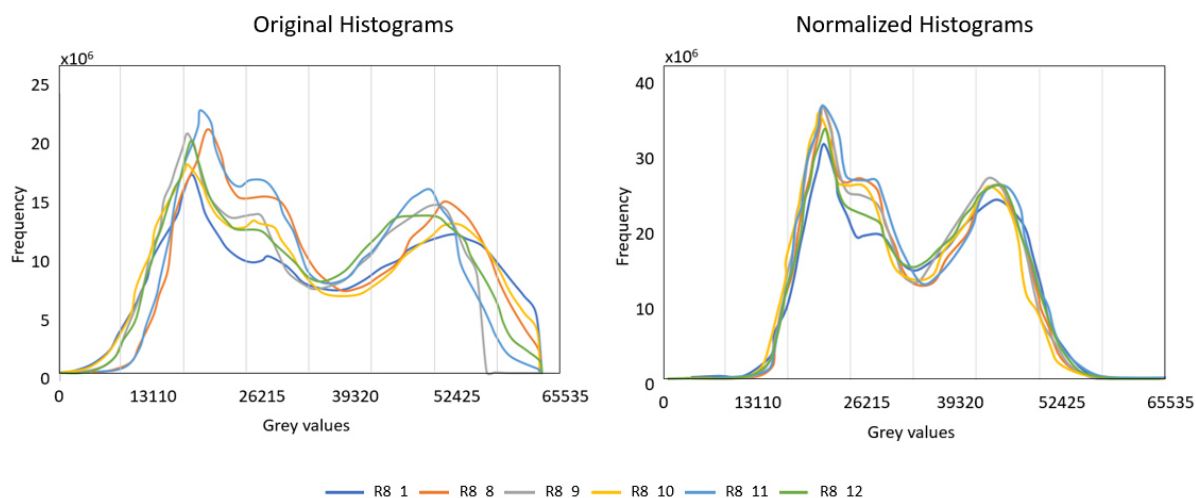 Original Histograms
x10⁶
25
20
15
10
5
0
Frequency
0 13110 26215 39320 52425 65535
Grey values
Normalized Histograms
x10⁶
40
30
20
10
0
Frequency
0 13110 26215 39320 52425 65535
Grey values
R8_1 R8_8 R8_9 R8_10 R8_11 R8_12